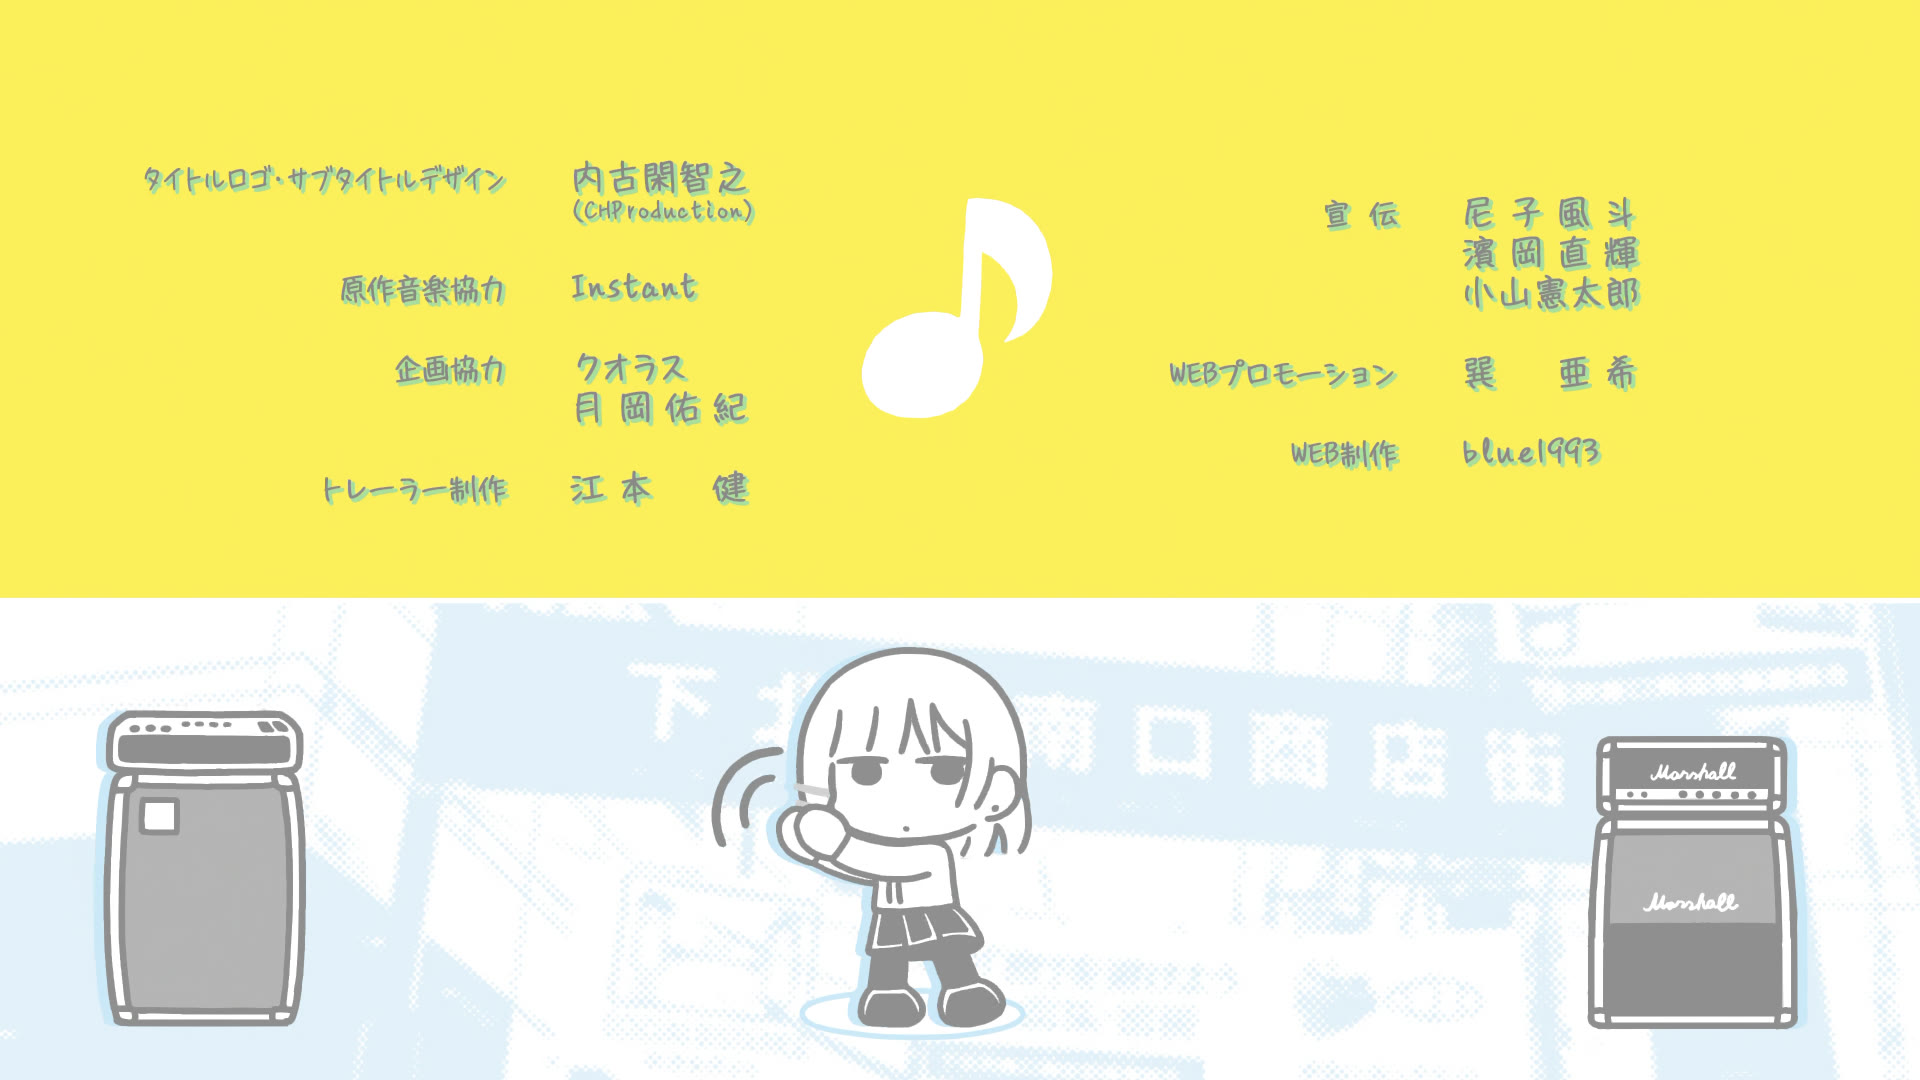 タイトルロゴ・サブタイトルデザイン 内古閑智之
(CHProduction)
原作音楽協力 Instant
企画協力 クオラス
月岡佑紀
トレーラー制作 江本 健
宣伝 尼子風斗
濱岡直輝
小山憲太郎
WEBプロモーション 巽 亜希
WEB制作 blue1993
下北 南口商店街
Marshall
Marshall